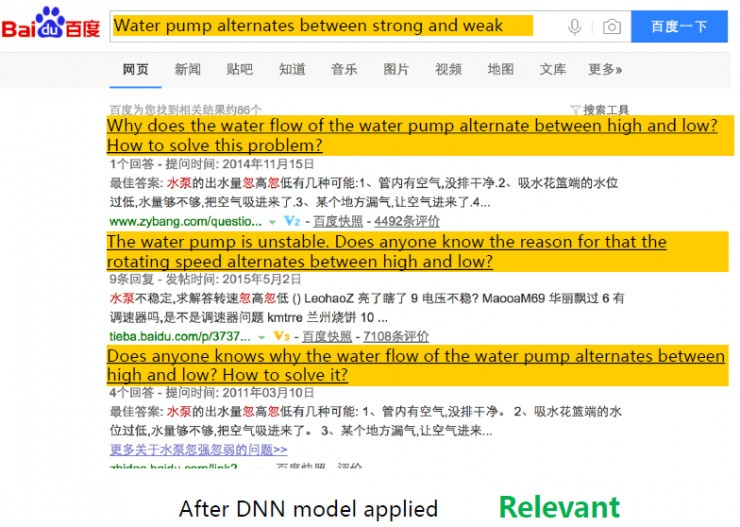 Bai du 百度
Water pump alternates between strong and weak
百度一下
网页 新闻 贴吧 知道 音乐 图片 视频 地图 文库 更多»
百度为您找到相关结果约86个 搜索工具
Why does the water flow of the water pump alternate between high and low?
How to solve this problem?
1个回答 - 提问时间: 2014年11月15日
最佳答案: 水泵的出水量忽高忽低有几种可能:1、管内有空气,没排干净.2、吸水花篮端的水位
过低,水量够不够,把空气吸进来了.3、某个地方漏气,让空气进来了.4...
www.zybang.com/questio... V2 - 百度快照 - 4492条评价
The water pump is unstable. Does anyone know the reason for that the
rotating speed alternates between high and low?
9条回复 - 发帖时间: 2015年5月2日
水泵不稳定,求解答转速忽高忽低 () LeohaoZ 亮了瞎了 9 电压不稳? MaooaM69 华丽飘过 6 有
调速器吗,是不是调速器问题 kmtrre 兰州烧饼 10 ...
tieba.baidu.com/p/3737... V3 - 百度快照 - 7108条评价
Does anyone knows why the water flow of the water pump alternates between
high and low? How to solve it?
4个回答 - 提问时间: 2011年03月10日
最佳答案: 水泵的出水量忽高忽低有几种可能: 1、管内有空气,没排干净。 2、吸水花篮端的水
位过低,水量够不够,把空气吸进来了。 3、某个地方漏气,让空气进来...
更多关于水泵忽强忽弱的问题>>
After DNN model applied Relevant